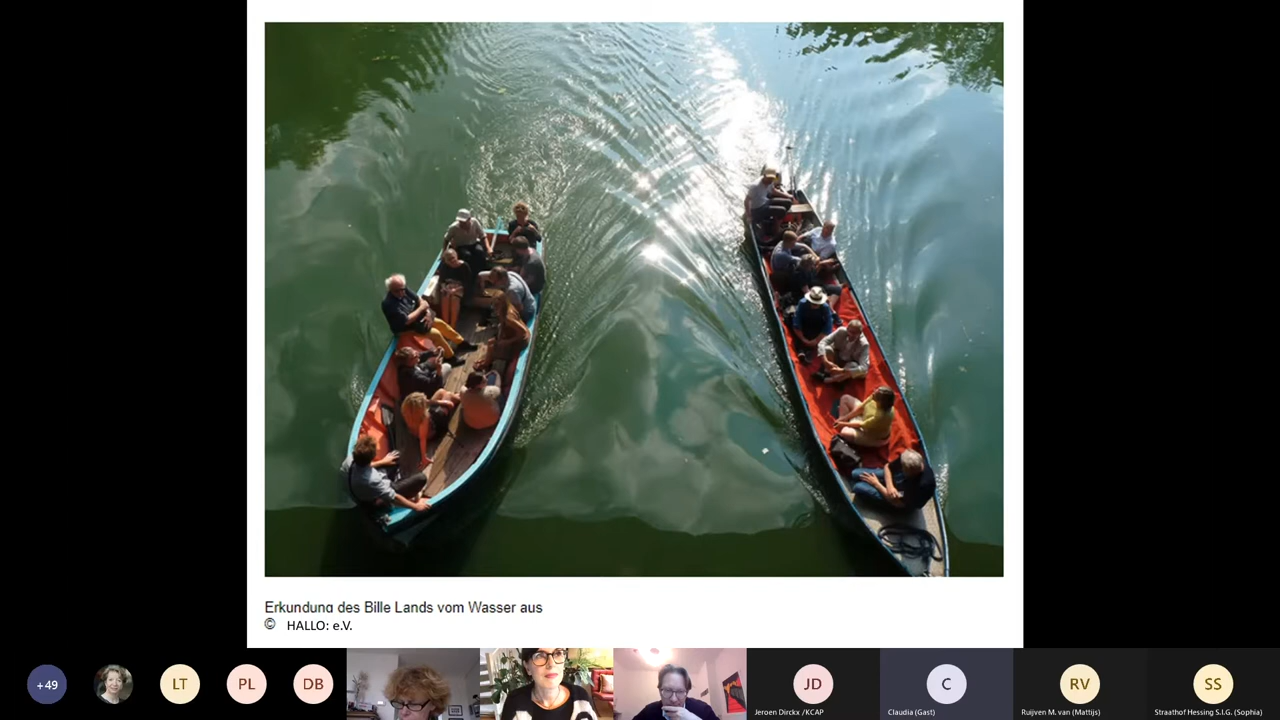 Erkundung des Bille Lands vom Wasser aus
© HALLO: e.V.
+49
LT
PL
DB
JD
Jeroen Dirckx /KCAP
C
Claudia (Gast)
RV
Ruijven M. van (Mattijs)
SS
Straathof Hessing S.I.G. (Sophia)